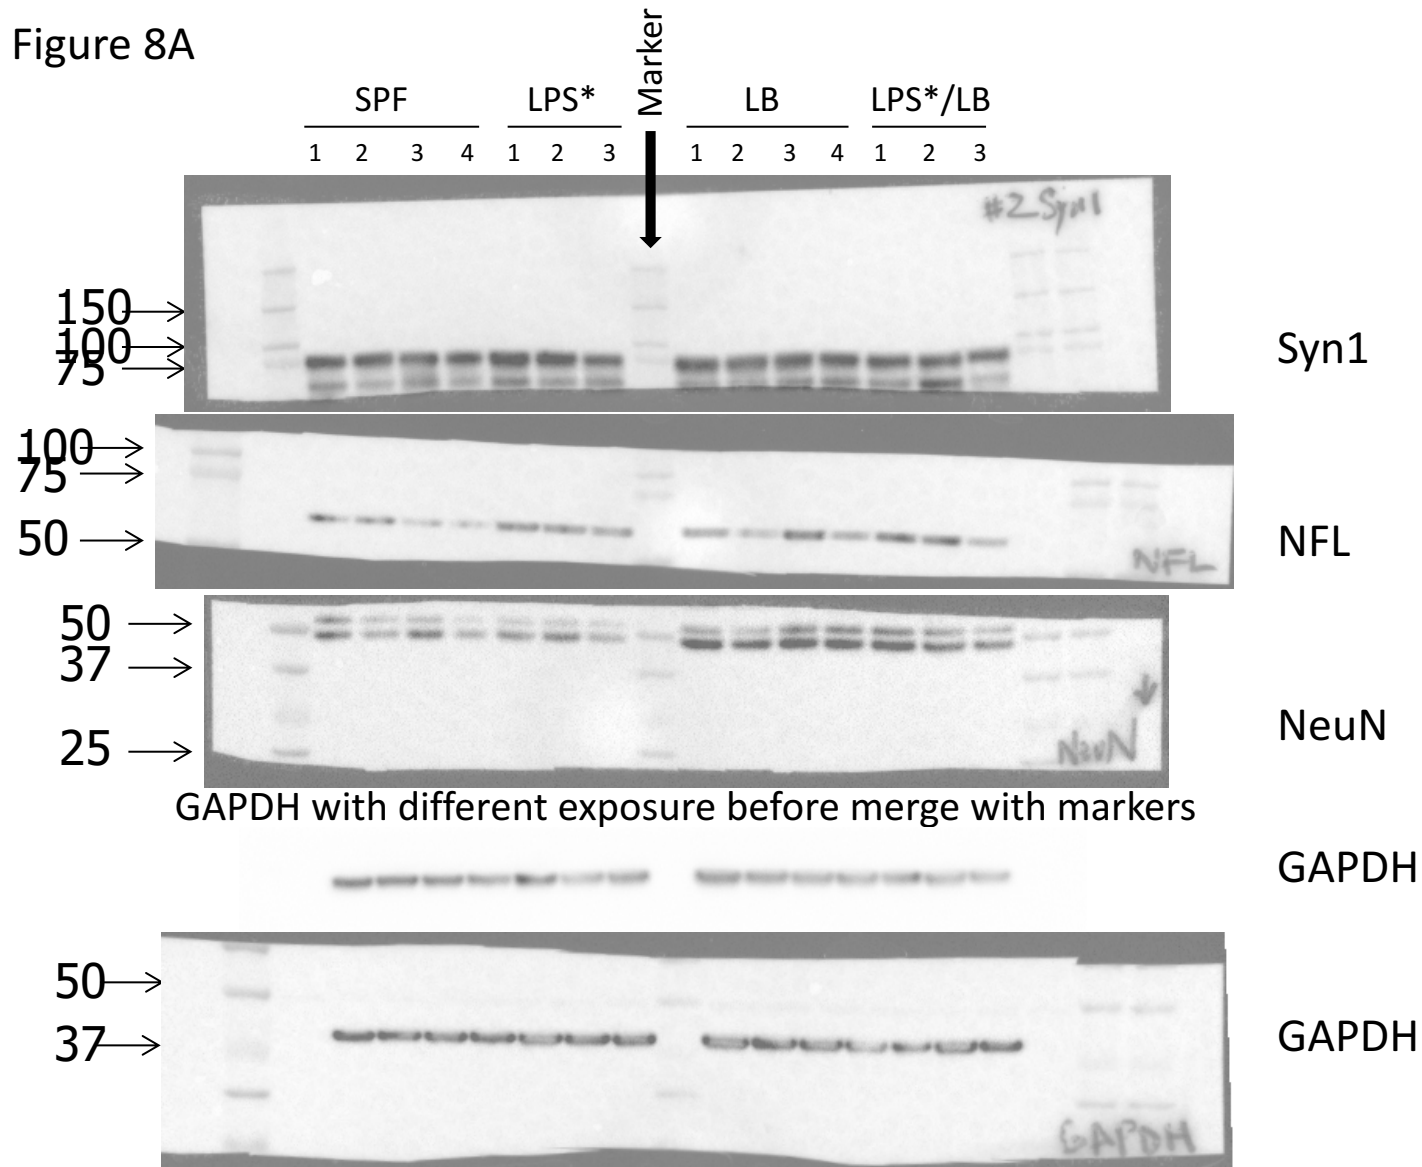 Figure 8A
Marker
SPF LPS* LB LPS*/LB
1 2 3 4 1 2 3 1 2 3 4 1 2 3
#2 Syn1
150
100
75
Syn1
100
75
50
NFL
NFL
50
37
25
NeuN
NeuN
GAPDH with different exposure before merge with markers
GAPDH
50
37
GAPDH
GAPDH